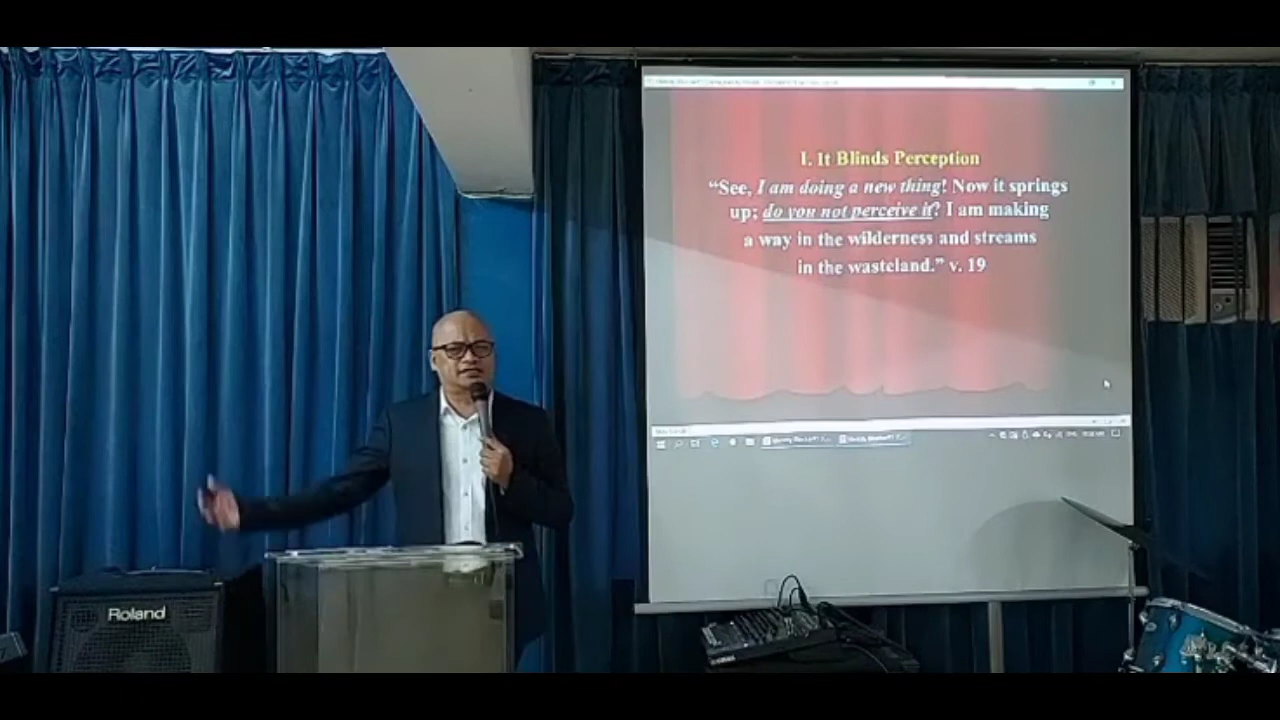 I. It Blinds Perception
“See, I am doing a new thing! Now it springs
up; do you not perceive it? I am making
a way in the wilderness and streams
in the wasteland.” v. 19
Roland